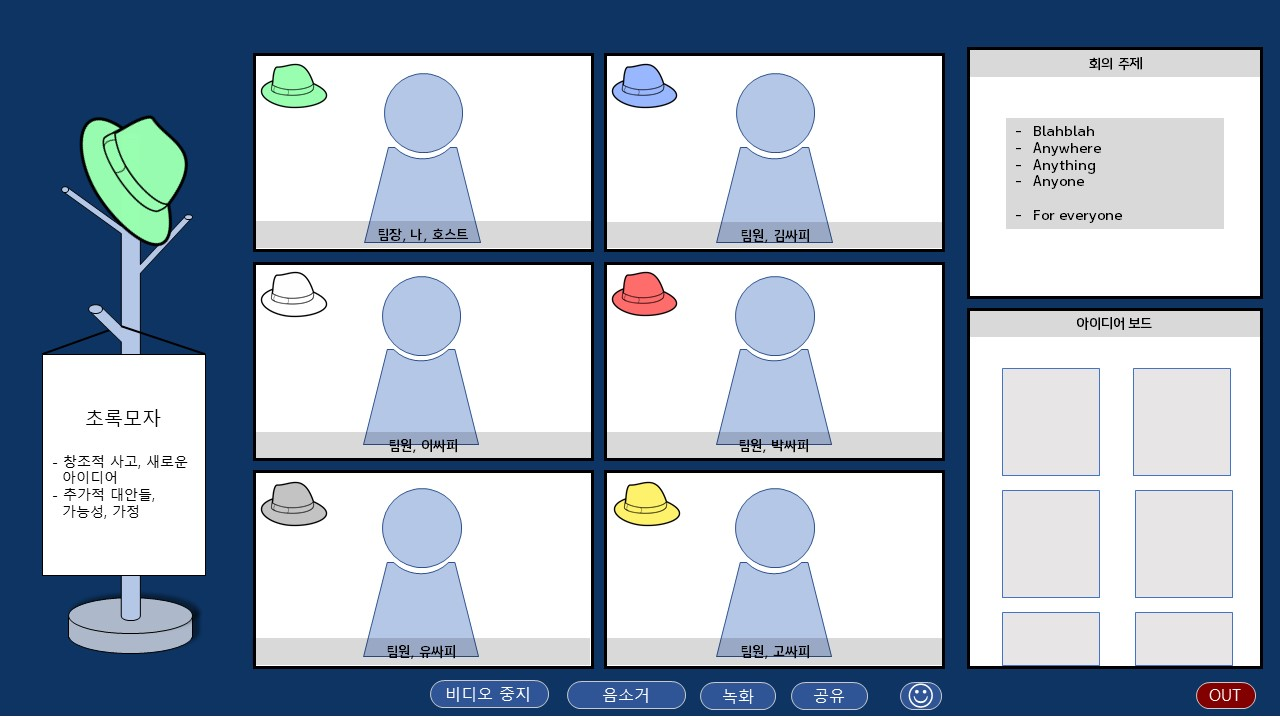 초록모자
- 창조적 사고, 새로운
아이디어
- 추가적 대안들,
가능성, 가정
팀장, 나, 호스트
팀원, 김싸피
팀원, 이싸피
팀원, 박싸피
팀원, 유싸피
팀원, 고싸피
회의 주제
- Blahblah
- Anywhere
- Anything
- Anyone
- For everyone
아이디어 보드
비디오 중지
음소거
녹화
공유
OUT